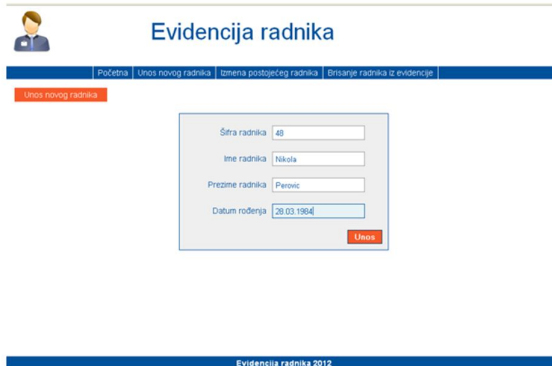 Evidencija radnika
Početna Unos novog radnika Izmena postojećeg radnika Brisanje radnika iz evidencije
Unos novog radnika
Šifra radnika 48
Ime radnika Nikola
Prezime radnika Perovic
Datum rođenja 28.03.1984
Unos
Evidencija radnika 2012